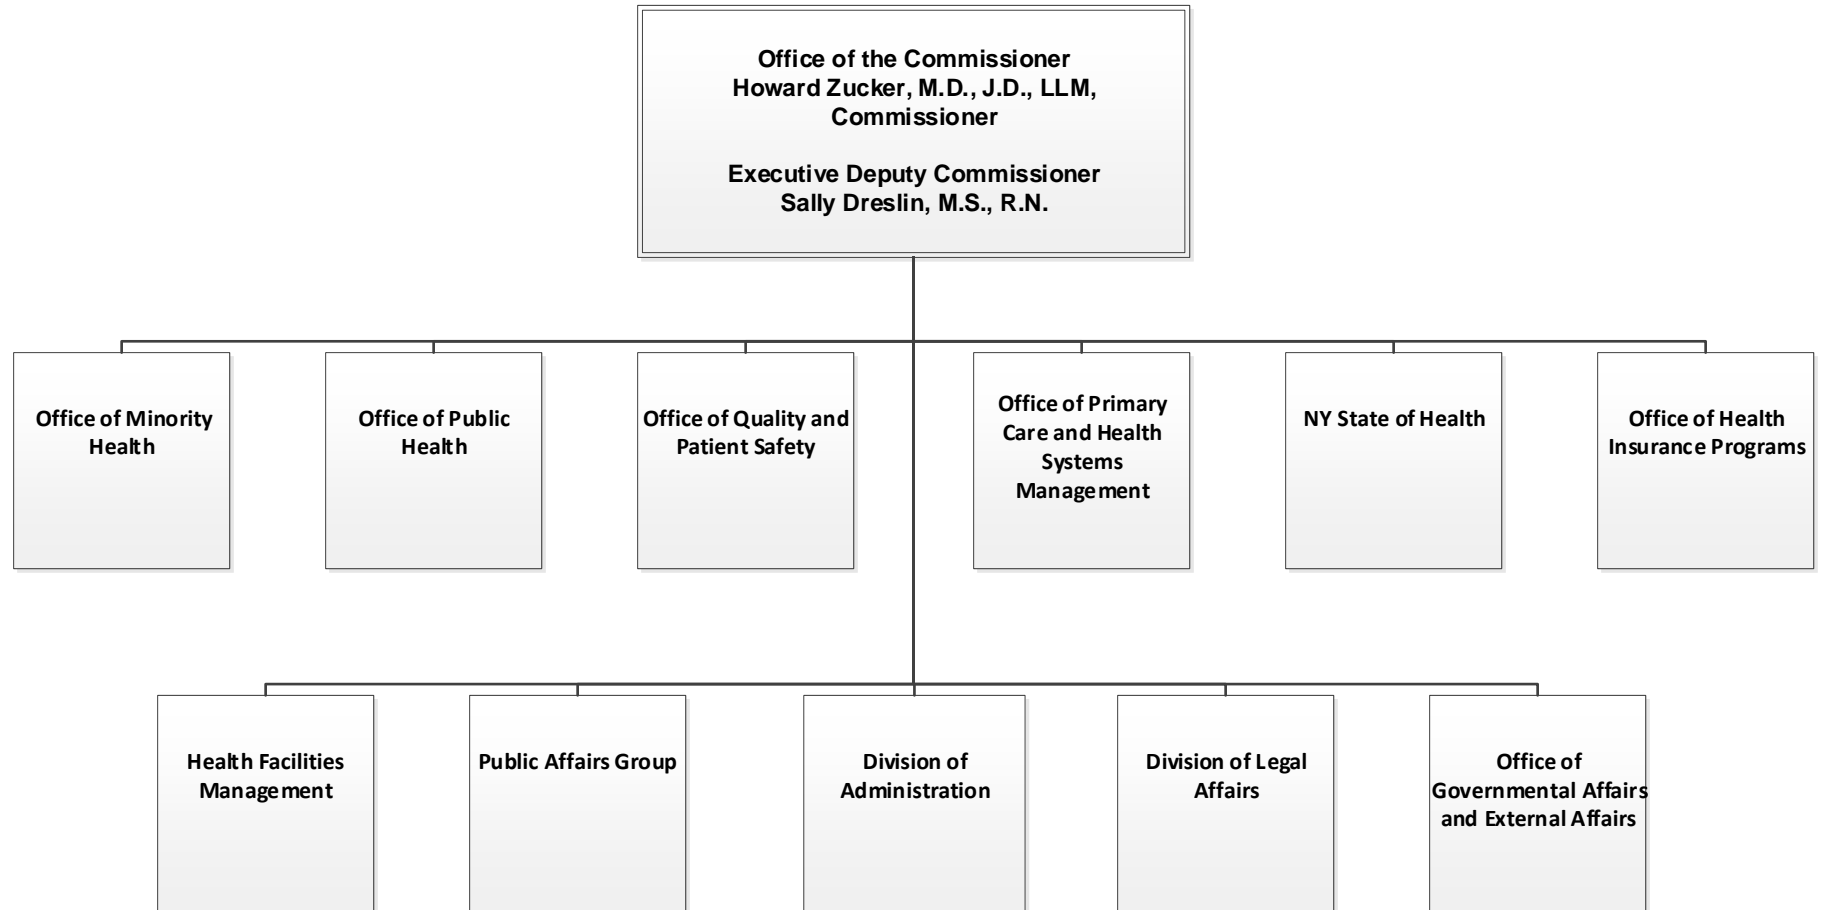 Office of the Commissioner
Howard Zucker, M.D., J.D., LLM,
Commissioner
Executive Deputy Commissioner
Sally Dreslin, M.S., R.N.
Office of Minority
Health
Office of Public
Health
Office of Quality and
Patient Safety
Office of Primary
Care and Health
Systems
Management
NY State of Health
Office of Health
Insurance Programs
Health Facilities
Management
Public Affairs Group
Division of
Administration
Division of Legal
Affairs
Office of
Governmental Affairs
and External Affairs